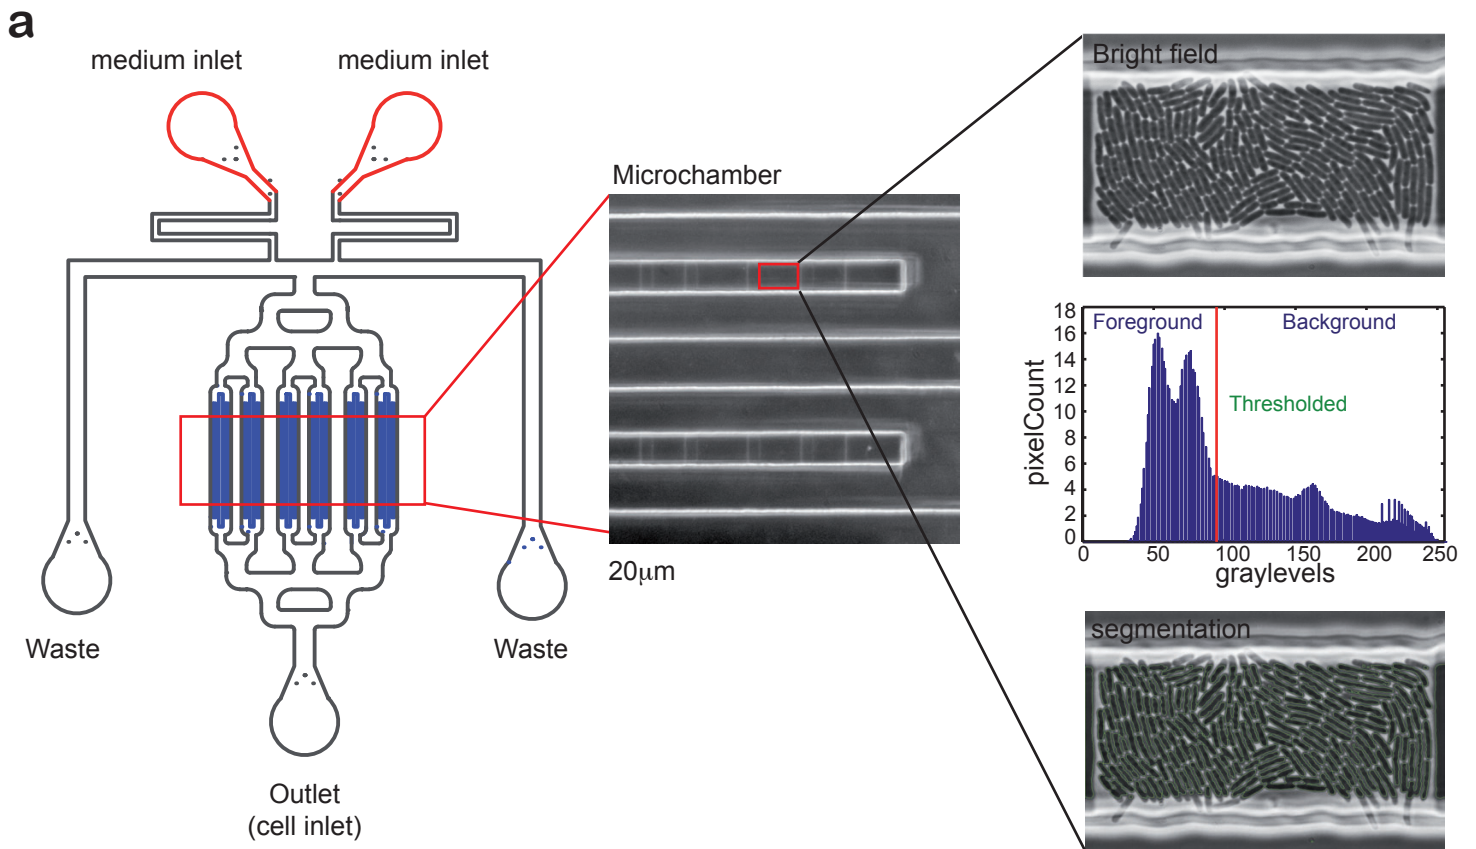 a
medium inlet
medium inlet
Waste
Waste
Outlet
(cell inlet)
Microchamber
20μm
Bright field
18
16
14
12
10
8
6
4
2
0
pixelCount
Foreground
Background
Thresholded
0
50
100
150
200
250
graylevels
segmentation